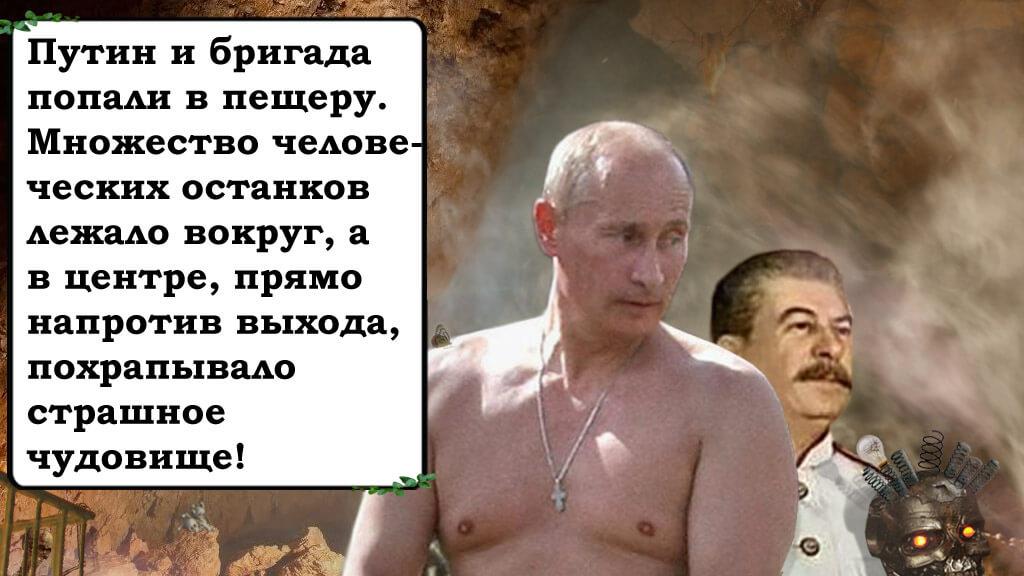 Путин и бригада
попали в пещеру.
Множество челове-
ческих останков
лежало вокруг, а
в центре, прямо
напротив выхода,
похрапывало
страшное
чудовище!